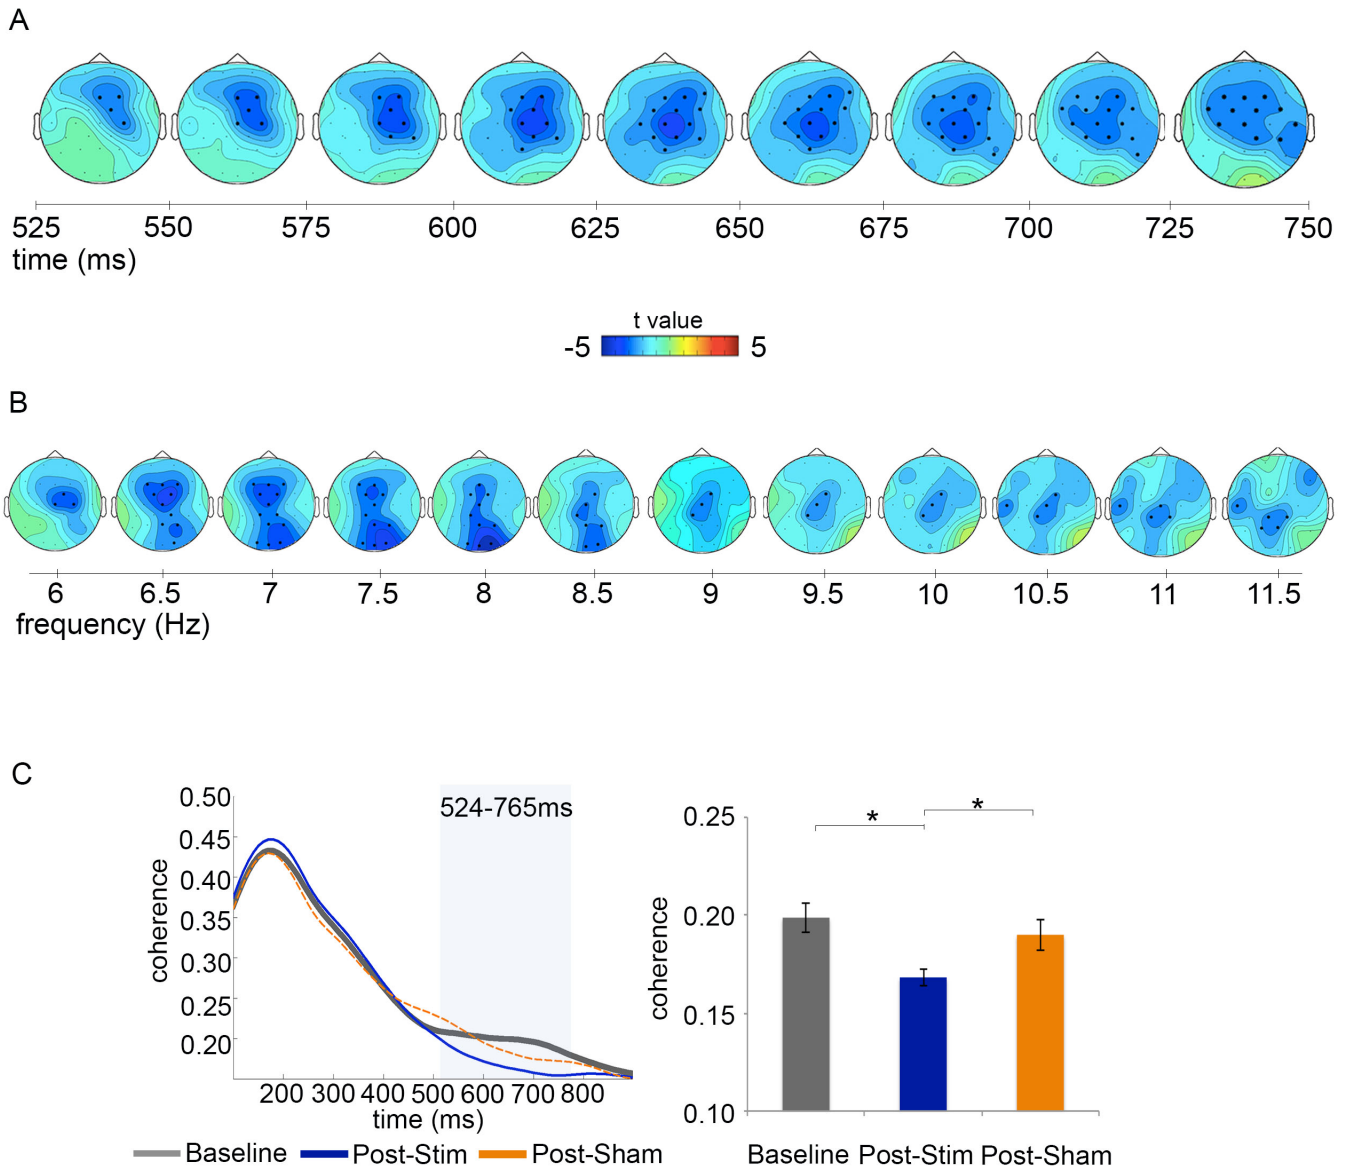 A
525 550 575 600 625 650 675 700 725 750
time (ms)
t value
-5 5
B
6 6.5 7 7.5 8 8.5 9 9.5 10 10.5 11 11.5
frequency (Hz)
C
524-765ms
coherence
0.50
0.45
0.40
0.35
0.30
0.25
0.20
200 300 400 500 600 700 800
time (ms)
Baseline Post-Stim Post-Sham
coherence
0.25
0.20
0.15
0.10
* *
Baseline Post-Stim Post-Sham